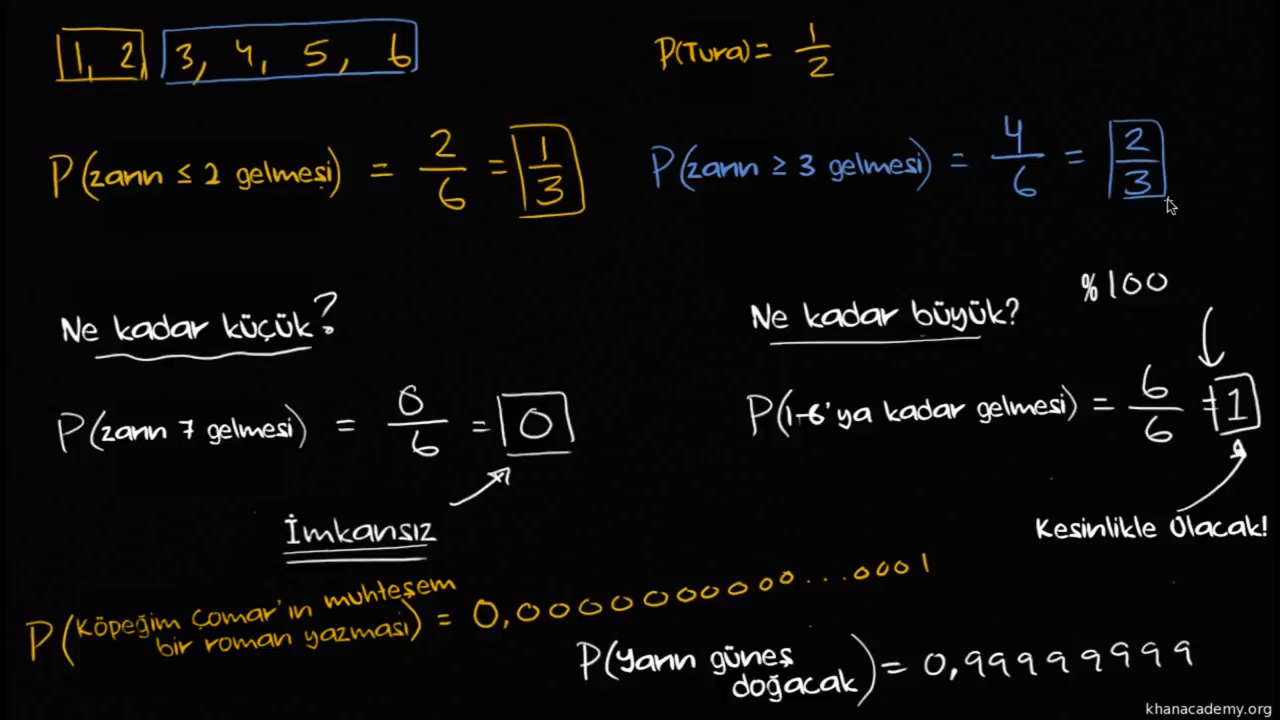 1, 2 3, 4, 5, 6
P(Tura) = 1/2
P(zarın ≤ 2 gelmesi) = 2/6 = 1/3
P(zarın ≥ 3 gelmesi) = 4/6 = 2/3
Ne kadar küçük?
P(zarın 7 gelmesi) = 0/6 = 0
İmkansız
Ne kadar büyük?
%100
P(1-6'ya kadar gelmesi) = 6/6 = 1
Kesinlikle Olacak!
P(Köpeğim Çomar'ın muhteşem
bir roman yazması) = 0,0000000000...0001
P(yarın güneş
doğacak) = 0,99999999
khanacademy.org